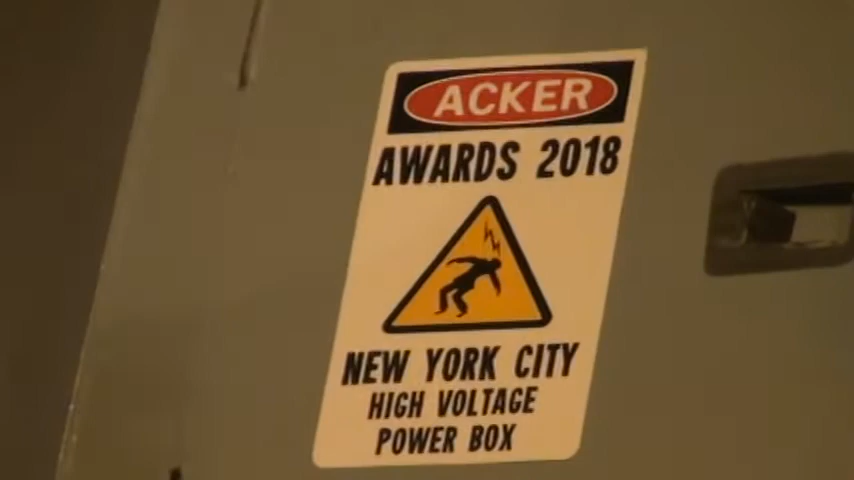 ACKER
AWARDS 2018
NEW YORK CITY
HIGH VOLTAGE
POWER BOX